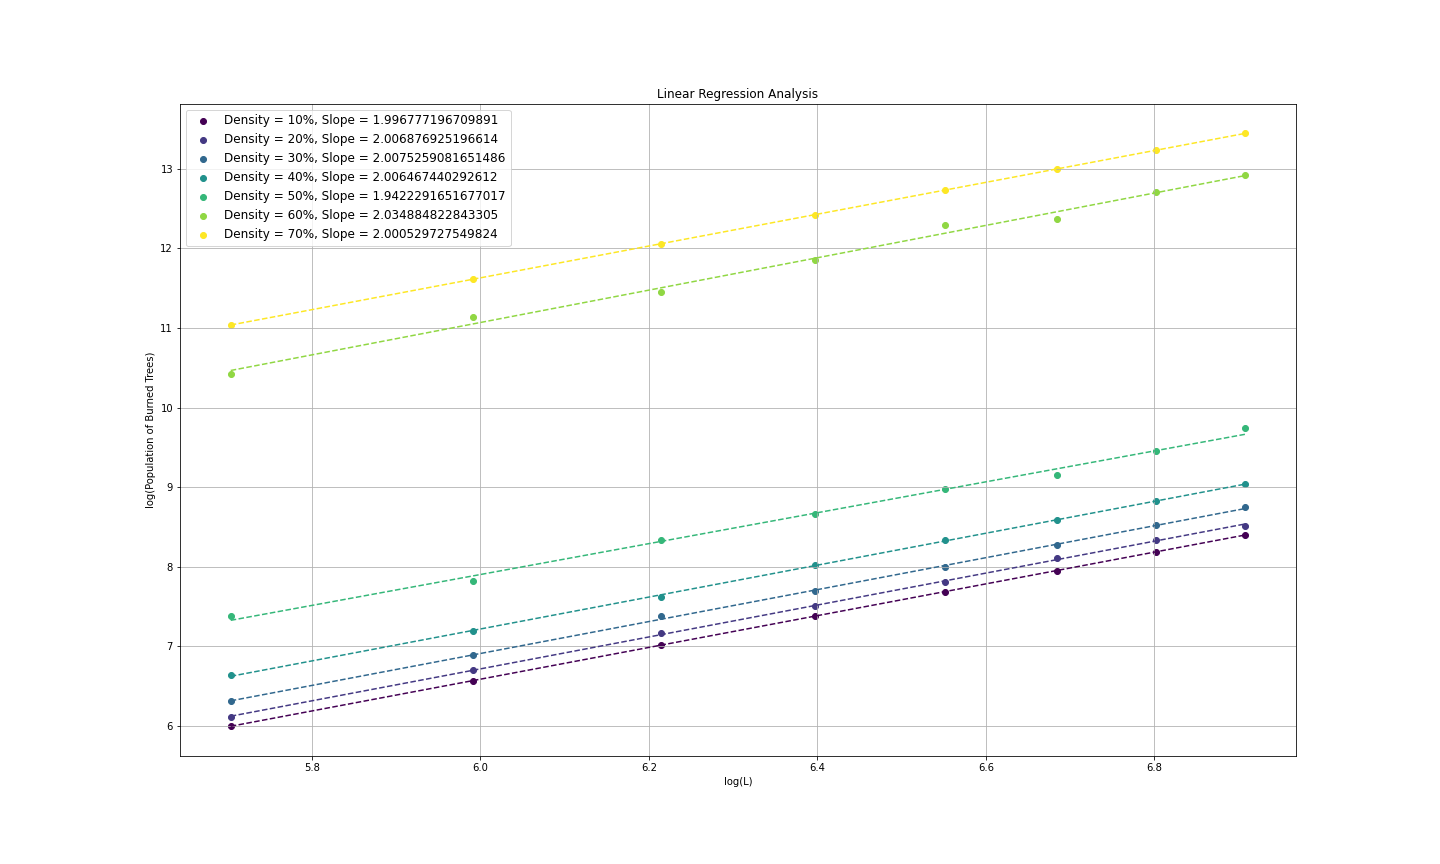 Linear Regression Analysis
Density = 10%, Slope = 1.996777196709891
Density = 20%, Slope = 2.006876925196614
Density = 30%, Slope = 2.0075259081651486
Density = 40%, Slope = 2.006467440292612
Density = 50%, Slope = 1.9422291651677017
Density = 60%, Slope = 2.034884822843305
Density = 70%, Slope = 2.000529727549824
log(Population of Burned Trees)
13
12
11
10
9
8
7
6
5.8 6.0 6.2 6.4 6.6 6.8
log(L)